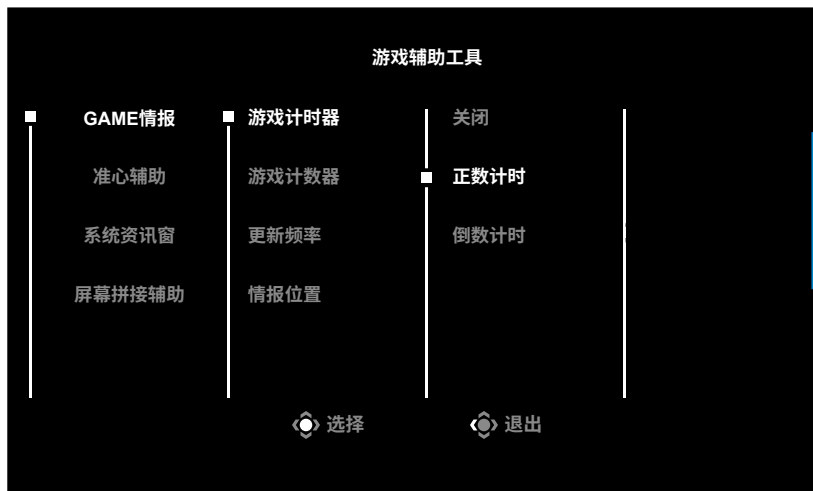 游戏辅助工具
GAME情报 游戏计时器 关闭
准心辅助 游戏计数器 正数计时
系统资讯窗 更新频率 倒数计时
屏幕拼接辅助 情报位置
选择 退出